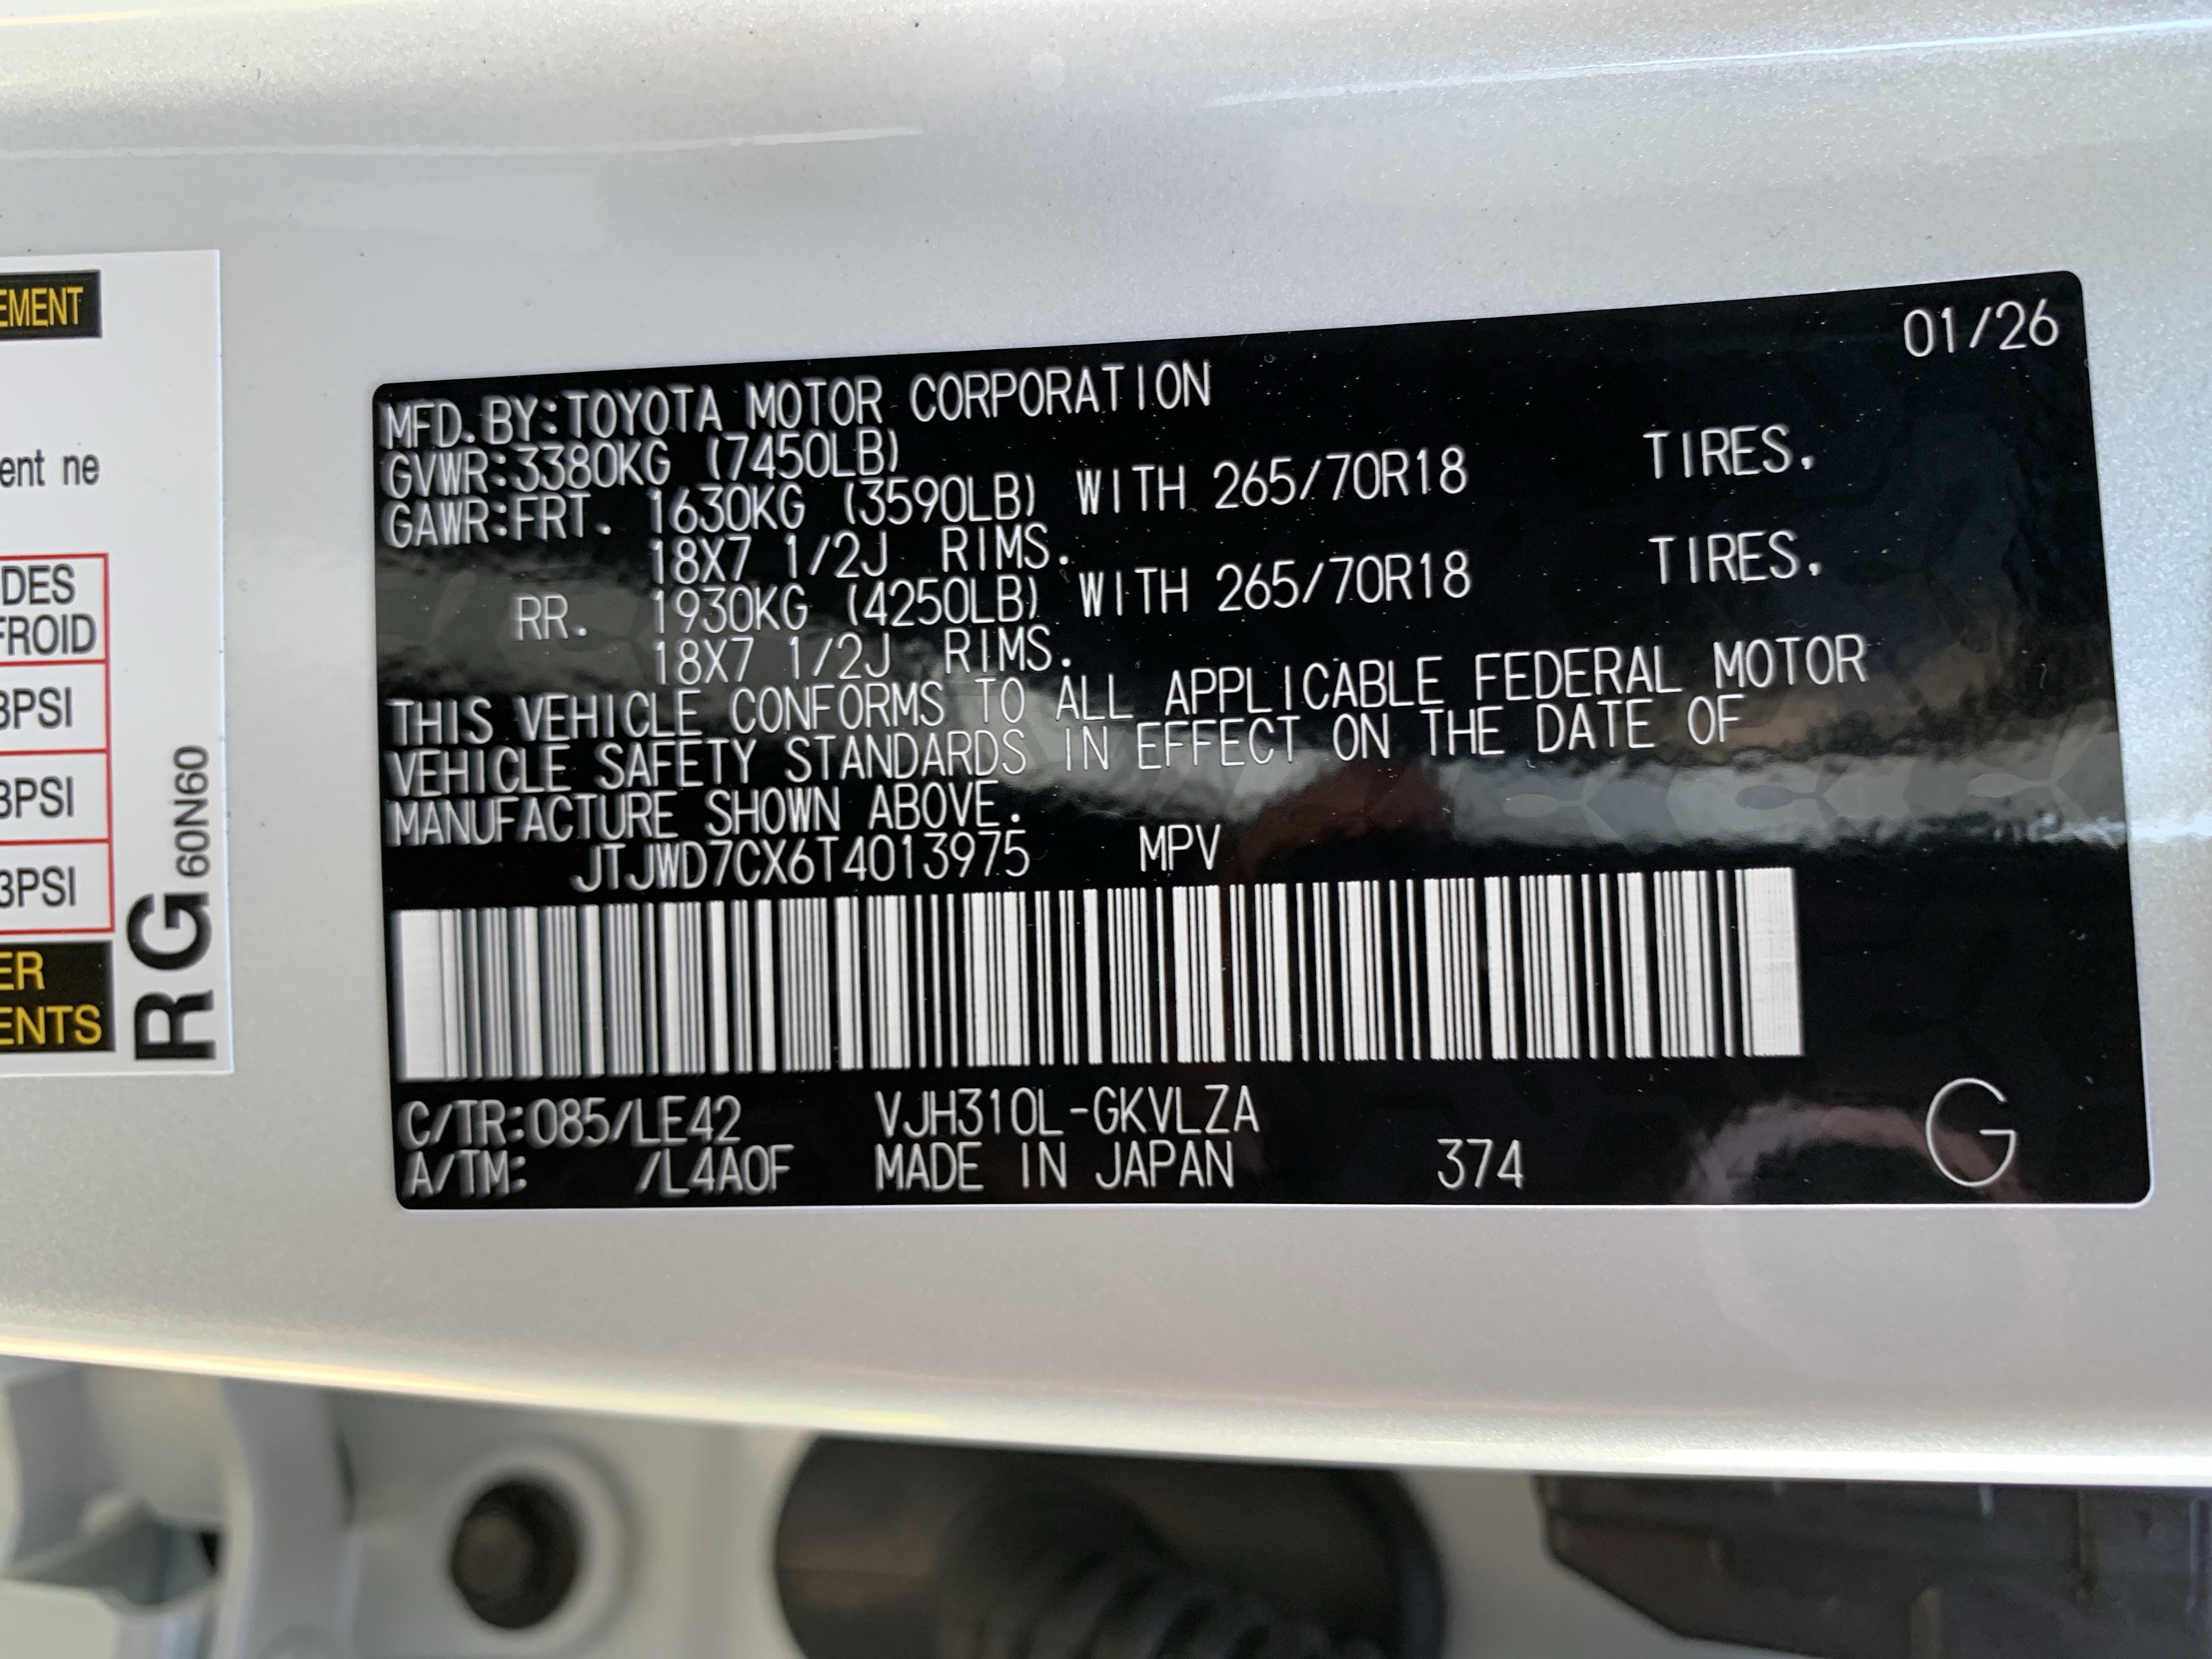 EMENT
ent ne
DES
FROID
3PSI
3PSI
3PSI
ER
ENTS
RG 60N60
01/26
MFD. BY:TOYOTA MOTOR CORPORATION
GVWR:3380KG (7450LB)
GAWR:FRT. 1630KG (3590LB) WITH 265/70R18 TIRES.
18X7 1/2J RIMS.
RR. 1930KG (4250LB) WITH 265/70R18 TIRES.
18X7 1/2J RIMS.
THIS VEHICLE CONFORMS TO ALL APPLICABLE FEDERAL MOTOR
VEHICLE SAFETY STANDARDS IN EFFECT ON THE DATE OF
MANUFACTURE SHOWN ABOVE.
JTJWD7CX6T4013975 MPV
C/TR:085/LE42 VJH310L-GKVLZA
A/TM: /L4A0F MADE IN JAPAN 374 G